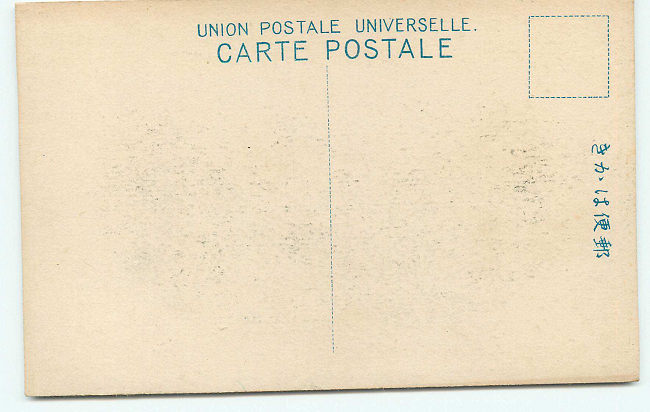 UNION POSTALE UNIVERSELLE.
CARTE POSTALE
郵便はかき